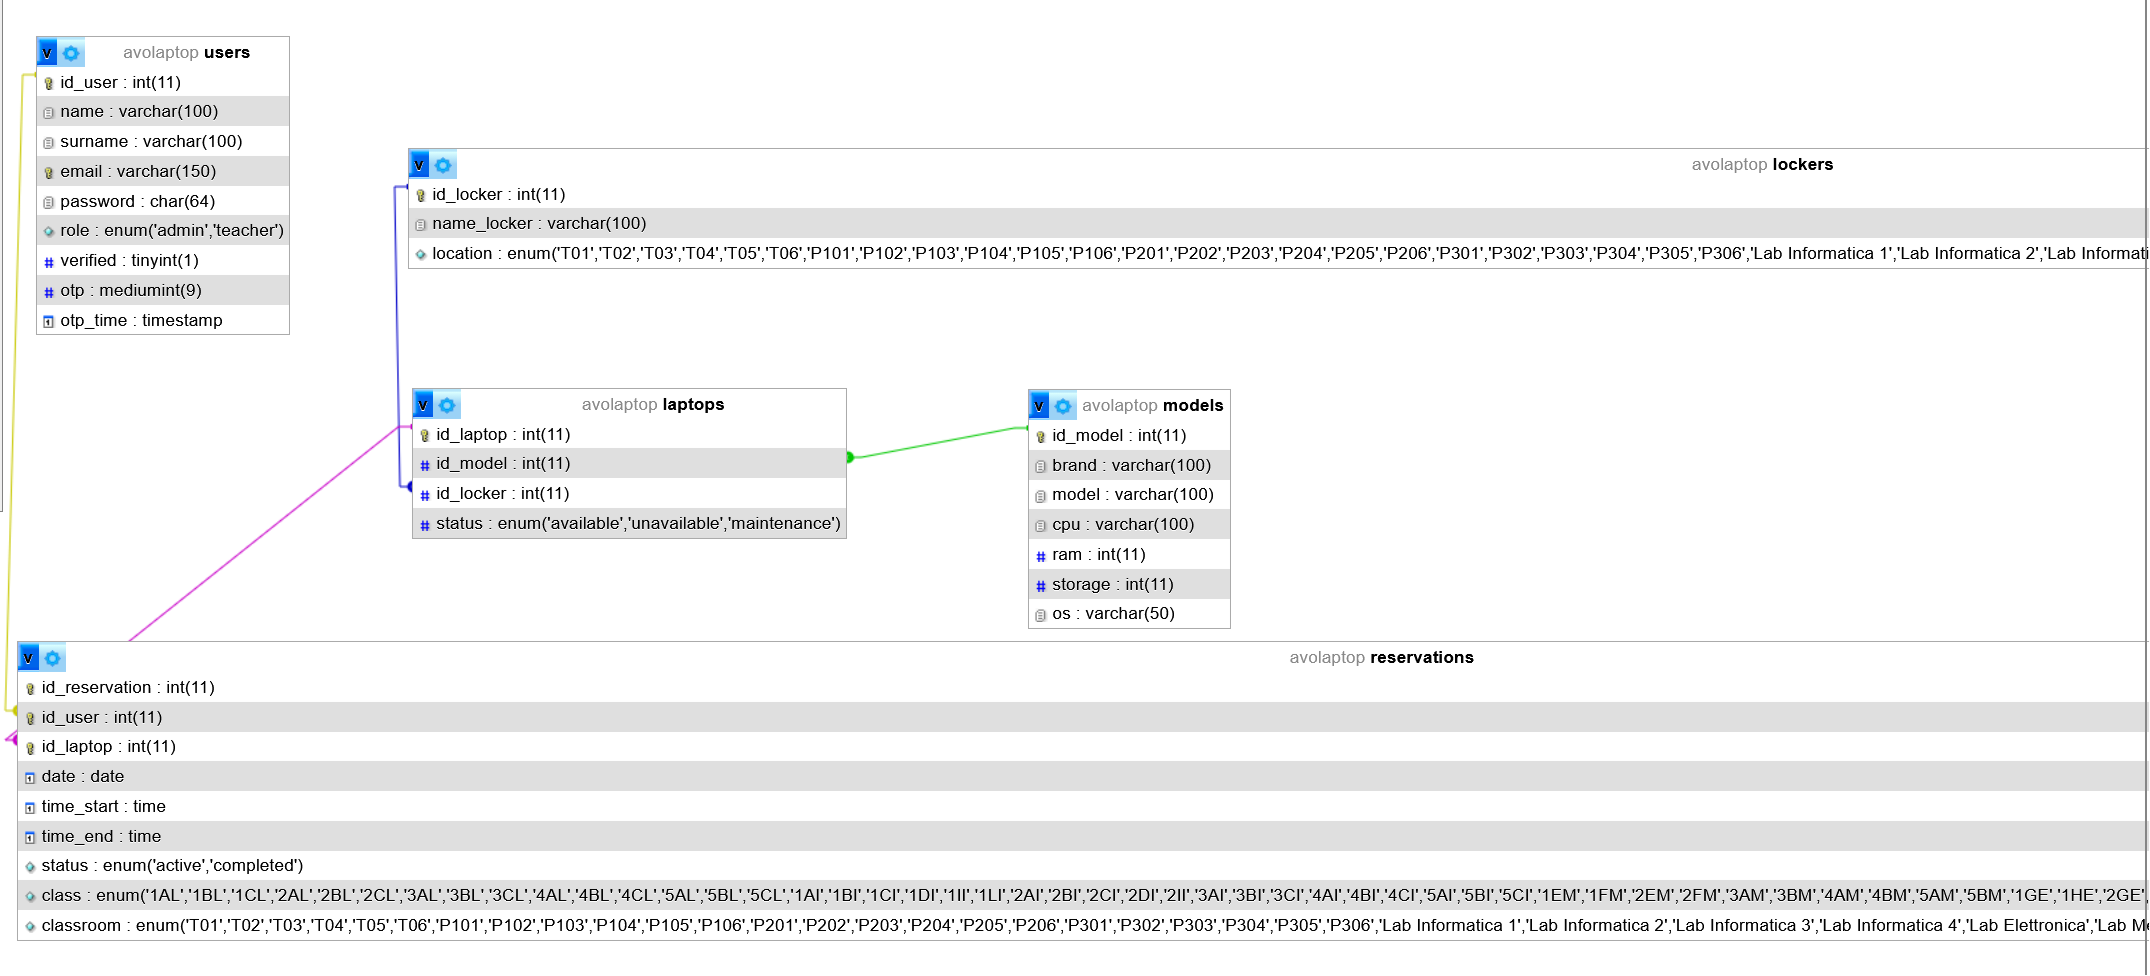 v avolaptop users
id_user : int(11)
name : varchar(100)
surname : varchar(100)
email : varchar(150)
password : char(64)
role : enum('admin','teacher')
# verified : tinyint(1)
# otp : mediumint(9)
otp_time : timestamp
v avolaptop lockers
id_locker : int(11)
name_locker : varchar(100)
location : enum('T01','T02','T03','T04','T05','T06','P101','P102','P103','P104','P105','P106','P201','P202','P203','P204','P205','P206','P301','P302','P303','P304','P305','P306','Lab Informatica 1','Lab Informatica 2','Lab Informati
v avolaptop laptops
id_laptop : int(11)
# id_model : int(11)
# id_locker : int(11)
# status : enum('available','unavailable','maintenance')
v avolaptop models
id_model : int(11)
brand : varchar(100)
model : varchar(100)
cpu : varchar(100)
# ram : int(11)
# storage : int(11)
os : varchar(50)
v avolaptop reservations
id_reservation : int(11)
id_user : int(11)
id_laptop : int(11)
date : date
time_start : time
time_end : time
status : enum('active','completed')
class : enum('1AL','1BL','1CL','2AL','2BL','2CL','3AL','3BL','3CL','4AL','4BL','4CL','5AL','5BL','5CL','1AI','1BI','1CI','1DI','1II','1LI','2AI','2BI','2CI','2DI','2II','3AI','3BI','3CI','4AI','4BI','4CI','5AI','5BI','5CI','1EM','1FM','2EM','2FM','3AM','3BM','4AM','4BM','5AM','5BM','1GE','1HE','2GE',
classroom : enum('T01','T02','T03','T04','T05','T06','P101','P102','P103','P104','P105','P106','P201','P202','P203','P204','P205','P206','P301','P302','P303','P304','P305','P306','Lab Informatica 1','Lab Informatica 2','Lab Informatica 3','Lab Informatica 4','Lab Elettronica','Lab M